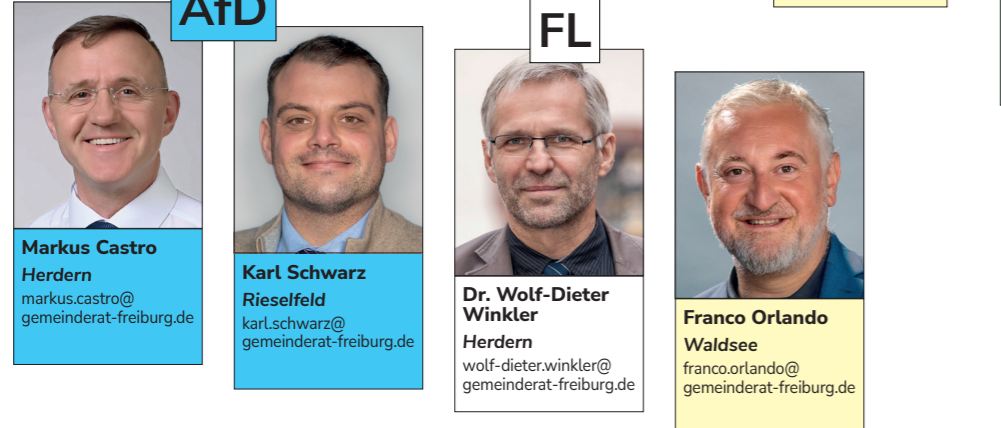 AfD
Markus Castro
Herdern
markus.castro@
gemeinderat-freiburg.de
Karl Schwarz
Rieselfeld
karl.schwarz@
gemeinderat-freiburg.de
FL
Dr. Wolf-Dieter
Winkler
Herdern
wolf-dieter.winkler@
gemeinderat-freiburg.de
Franco Orlando
Waldsee
franco.orlando@
gemeinderat-freiburg.de